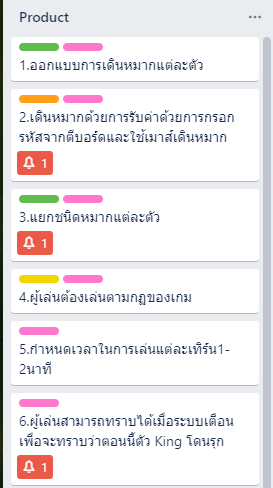 Product
1.ออกแบบการเดินหมากแต่ละตัว
2.เดินหมากด้วยการรับค่าด้วยการกรอก
รหัสจากคีบอร์ดและใช้เมาส์เดินหมาก
1
3.แยกชนิดหมากแต่ละตัว
1
4.ผู้เล่นต้องเล่นตามกฏของเกม
5.กำหนดเวลาในการเล่นแต่ละเทิร์น1-
2นาที
6.ผู้เล่นสามารถทราบได้เมื่อระบบเตือน
เพื่อจะทราบว่าตอนนี้ตัว King โดนรุก
1